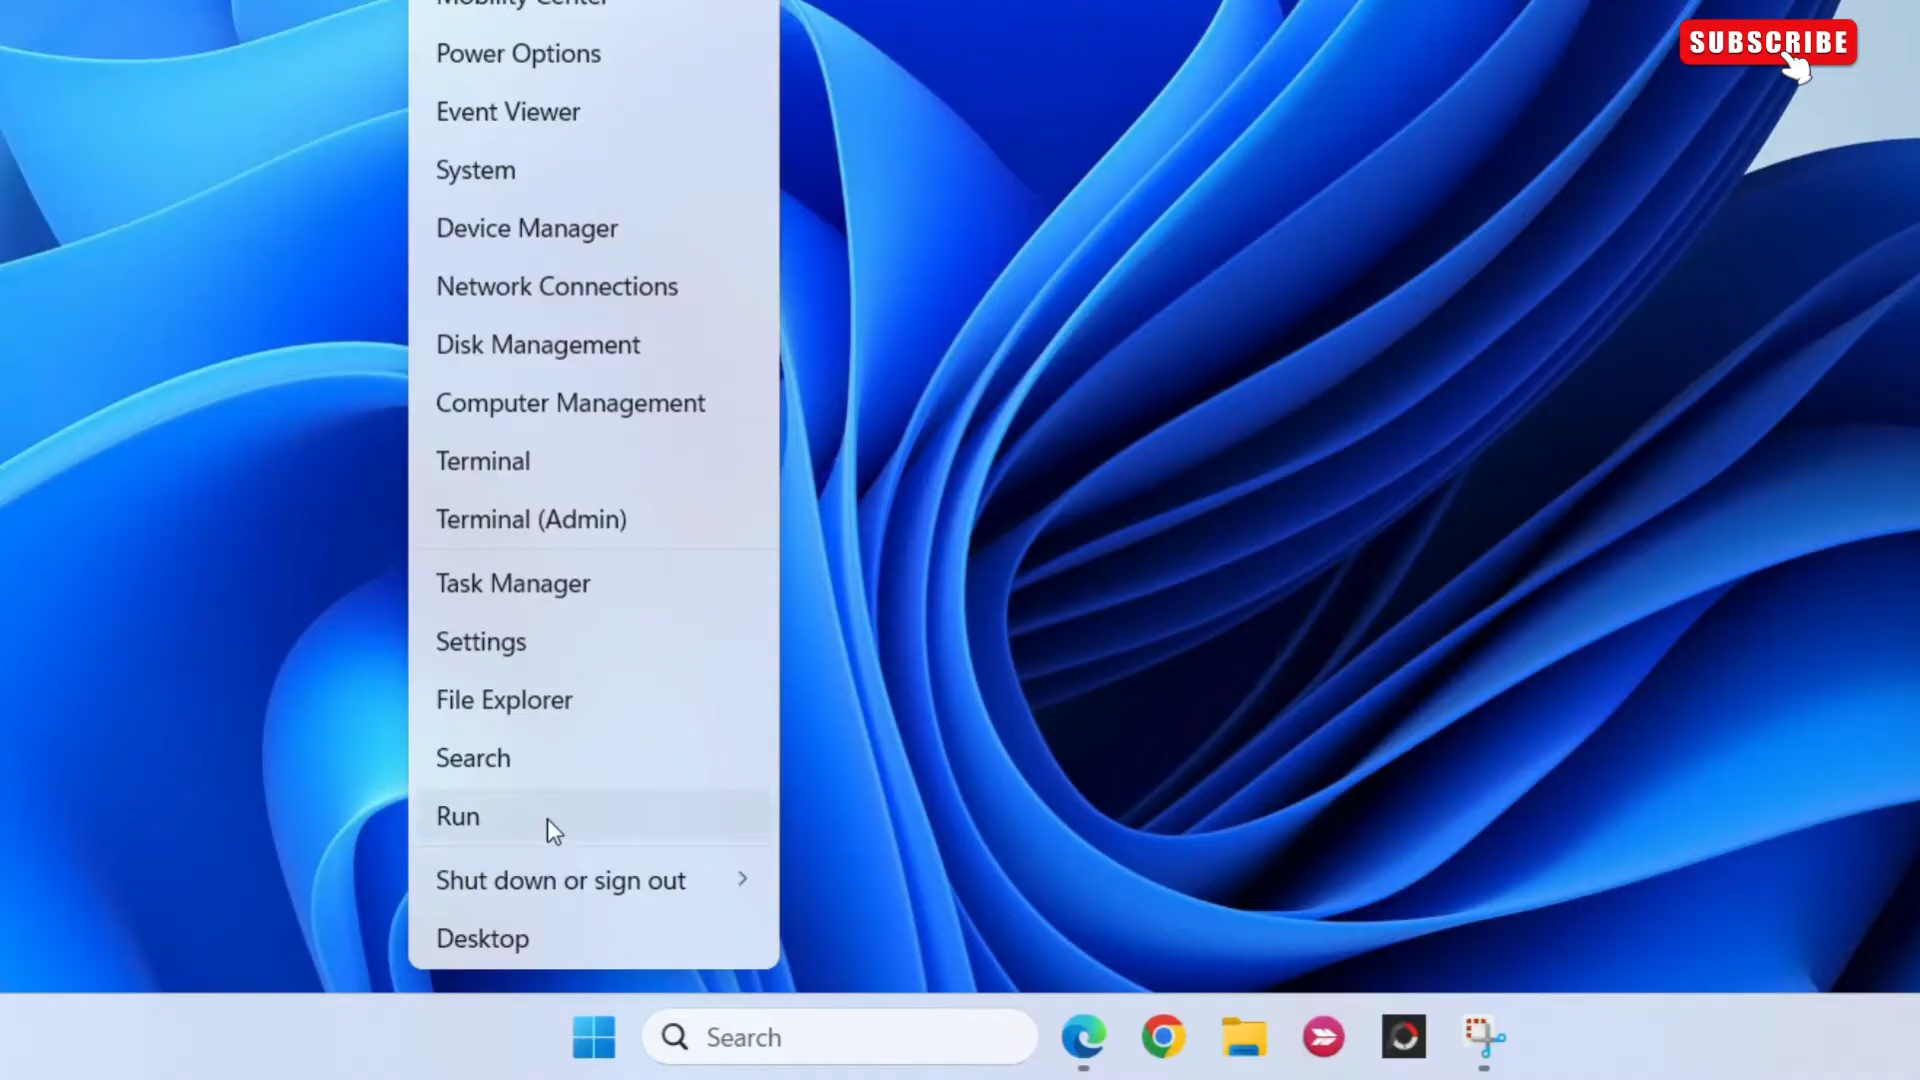 Mobility Center
SUBSCRIBE
Power Options
Event Viewer
System
Device Manager
Network Connections
Disk Management
Computer Management
Terminal
Terminal (Admin)
Task Manager
Settings
File Explorer
Search
Run
Shut down or sign out
Desktop
Search